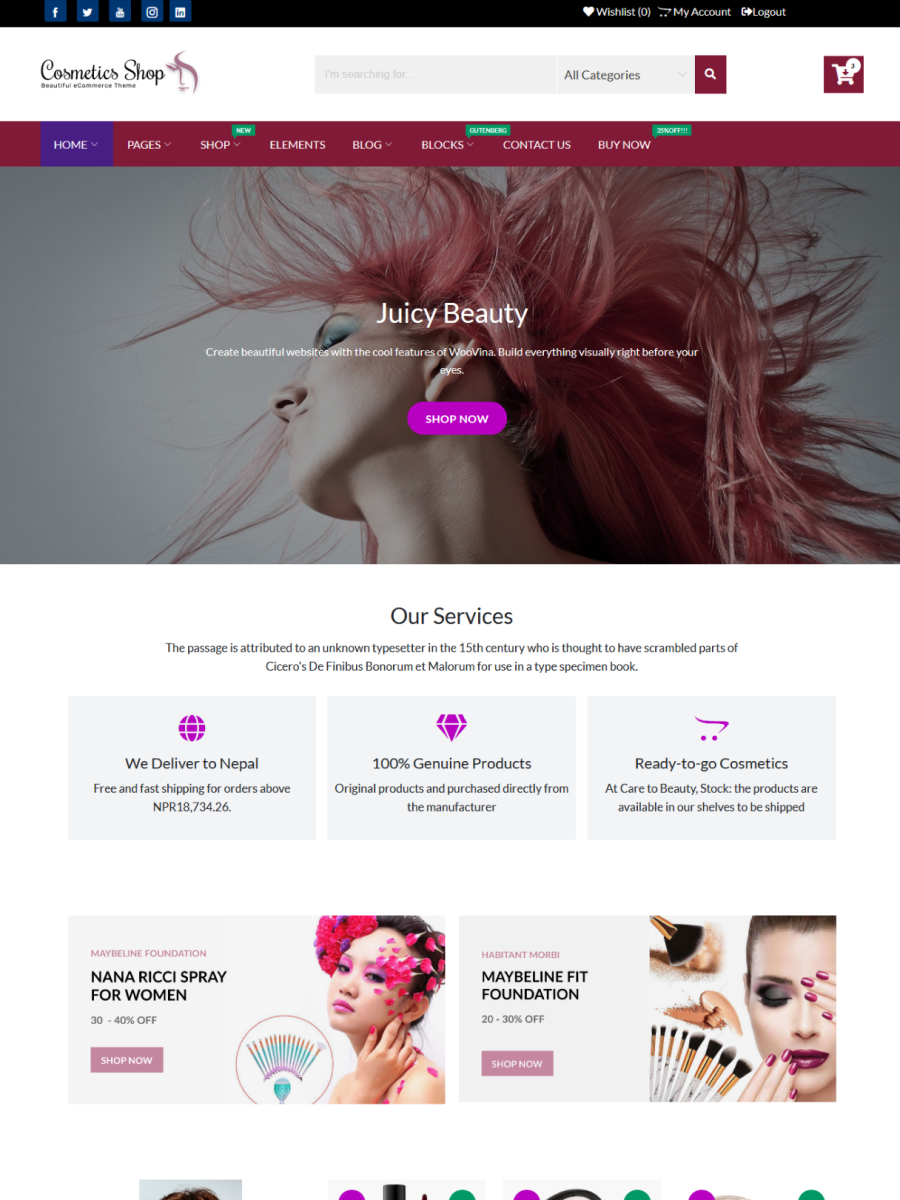 Wishlist (0) My Account Logout
Cosmetics Shop
Beautiful eCommerce Theme
I'm searching for...
All Categories
3
NEW
GUTENBERG
35%OFF!!!
HOME PAGES SHOP ELEMENTS BLOG BLOCKS CONTACT US BUY NOW
Juicy Beauty
Create beautiful websites with the cool features of WooVina. Build everything visually right before your
eyes.
SHOP NOW
Our Services
The passage is attributed to an unknown typesetter in the 15th century who is thought to have scrambled parts of
Cicero's De Finibus Bonorum et Malorum for use in a type specimen book.
We Deliver to Nepal
Free and fast shipping for orders above
NPR18,734.26.
100% Genuine Products
Original products and purchased directly from
the manufacturer
Ready-to-go Cosmetics
At Care to Beauty, Stock: the products are
available in our shelves to be shipped
MAYBELINE FOUNDATION
NANA RICCI SPRAY
FOR WOMEN
30 - 40% OFF
SHOP NOW
HABITANT MORBI
MAYBELINE FIT
FOUNDATION
20 - 30% OFF
SHOP NOW